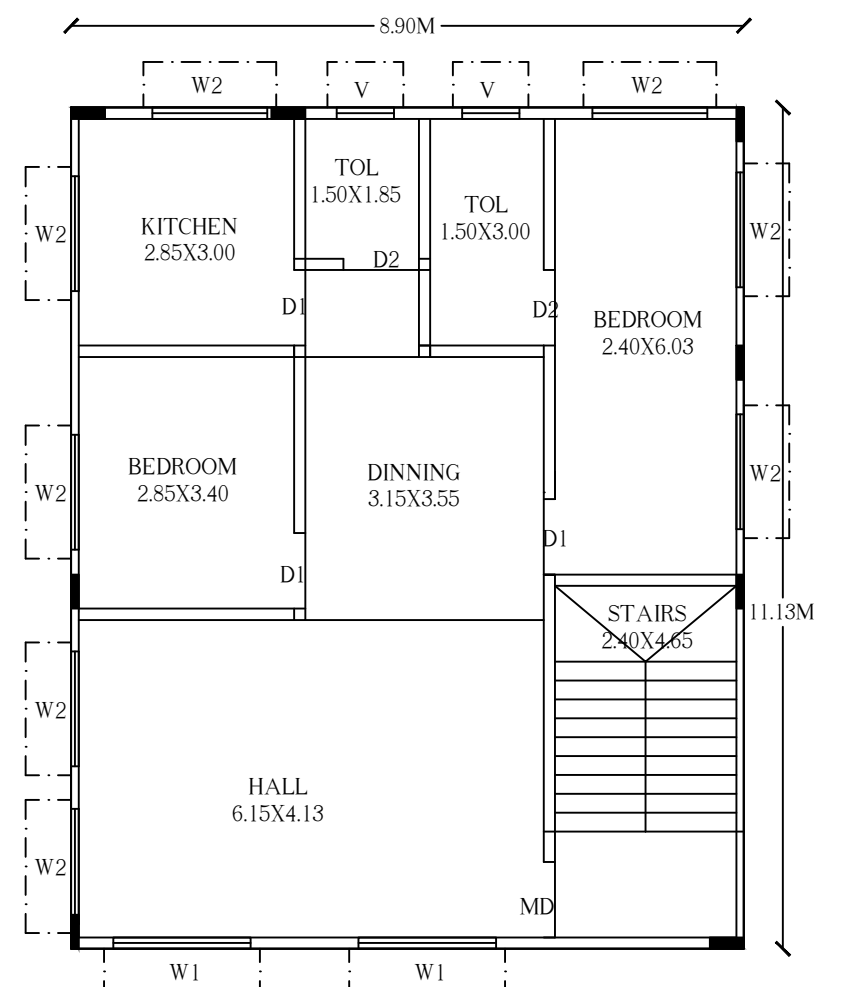 8.90M
W2
V
V
W2
TOL
1.50X1.85
TOL
1.50X3.00
KITCHEN
2.85X3.00
W2
W2
D2
D1
D2
BEDROOM
2.40X6.03
BEDROOM
2.85X3.40
DINNING
3.15X3.55
W2
W2
D1
D1
STAIRS
2.40X4.65
11.13M
W2
HALL
6.15X4.13
W2
MD
W1
W1